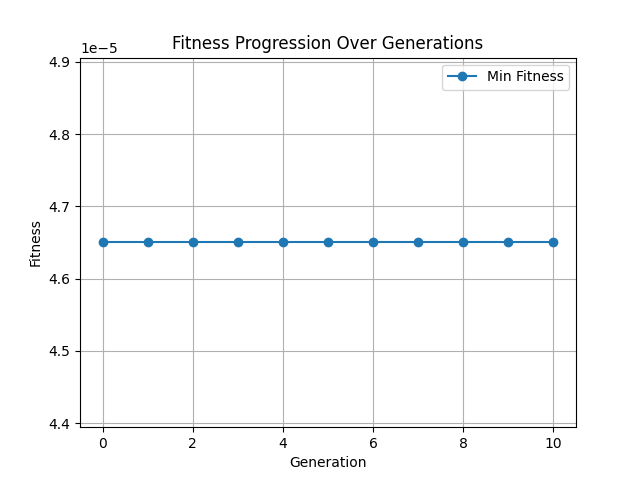 Fitness Progression Over Generations
1e−5
4.9
4.8
4.7
4.6
4.5
4.4
Fitness
Min Fitness
0 2 4 6 8 10
Generation